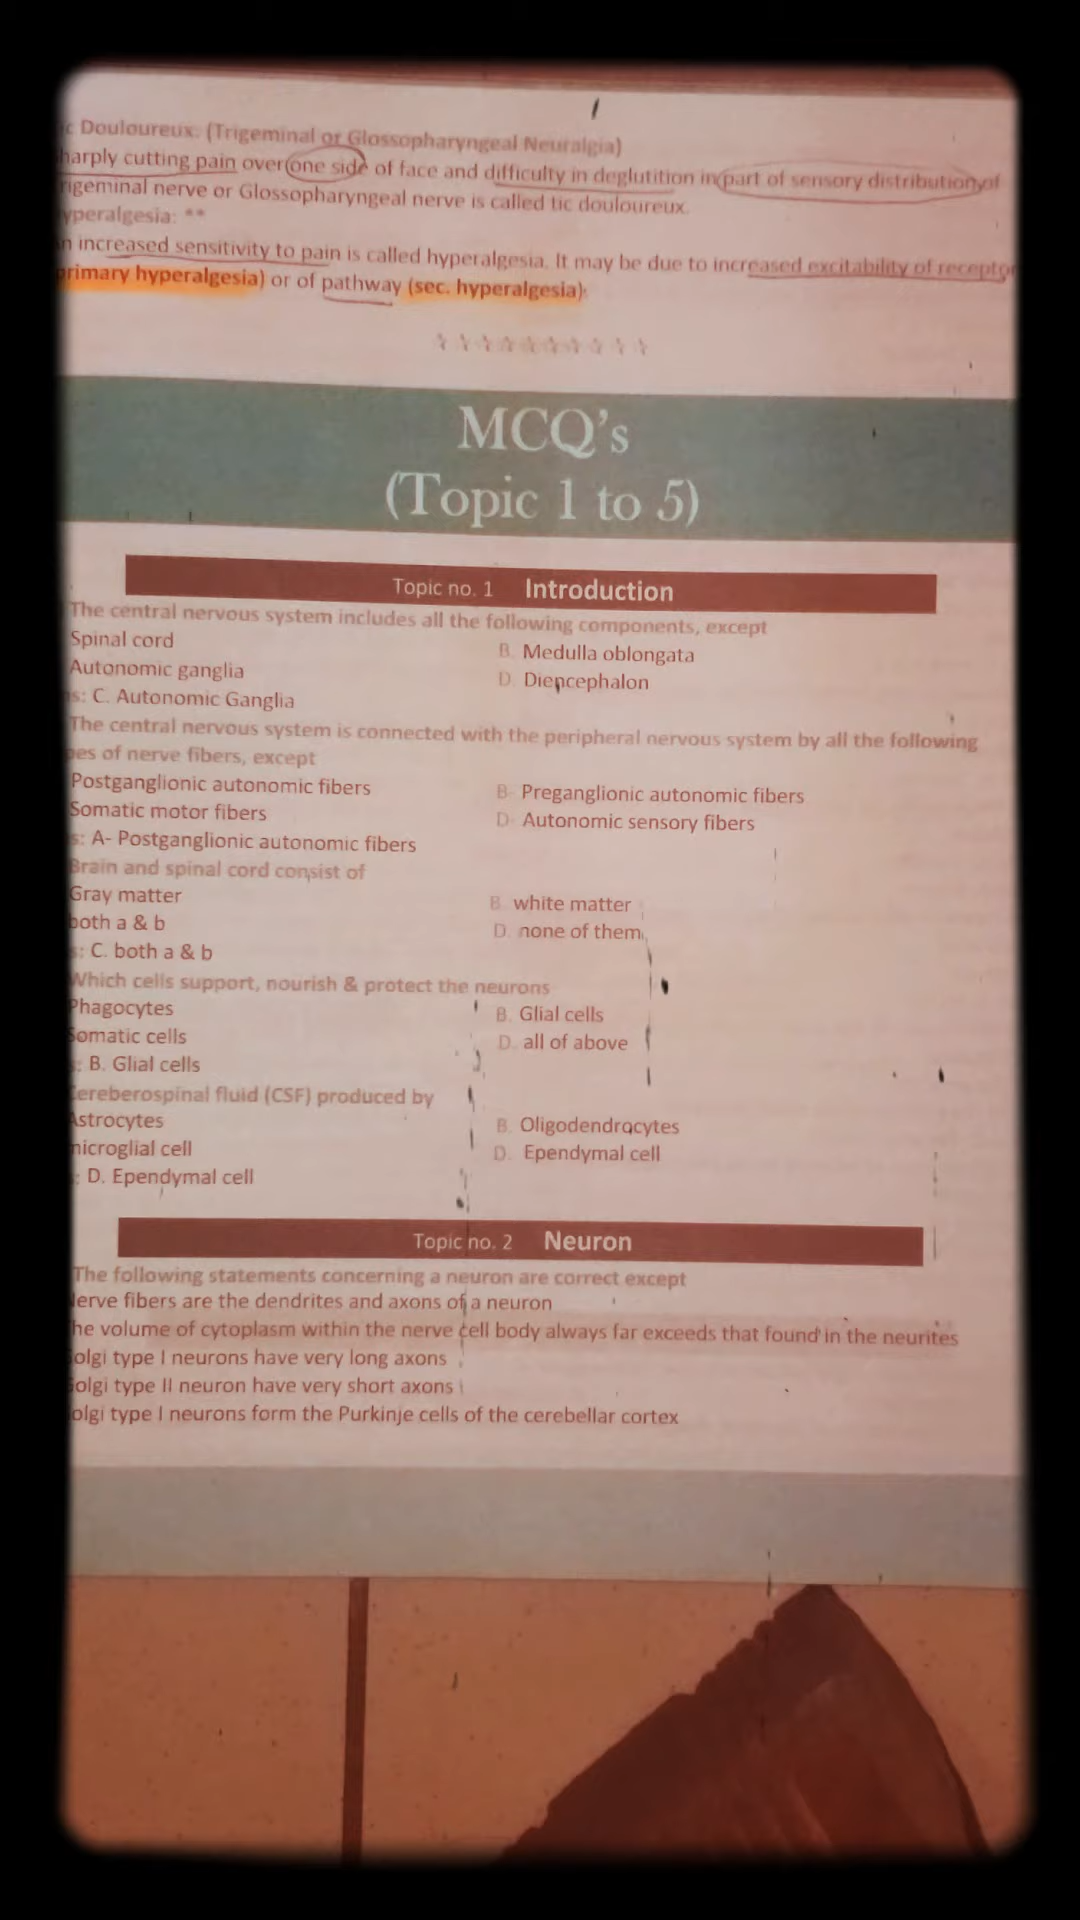 c Douloureux: (Trigeminal or Glossopharyngeal Neuralgia)
harply cutting pain over one side of face and difficulty in deglutition in part of sensory distribution of
rigeminal nerve or Glossopharyngeal nerve is called tic douloureux.
yperalgesia: **
n increased sensitivity to pain is called hyperalgesia. It may be due to increased excitability of receptor
primary hyperalgesia) or of pathway (sec. hyperalgesia).
MCQ's
(Topic 1 to 5)
Topic no. 1 Introduction
The central nervous system includes all the following components, except
Spinal cord B. Medulla oblongata
Autonomic ganglia D. Diencephalon
s: C. Autonomic Ganglia
The central nervous system is connected with the peripheral nervous system by all the following
pes of nerve fibers, except
Postganglionic autonomic fibers B- Preganglionic autonomic fibers
Somatic motor fibers D- Autonomic sensory fibers
s: A- Postganglionic autonomic fibers
Brain and spinal cord consist of
Gray matter B. white matter
both a & b D. none of them
s: C. both a & b
Which cells support, nourish & protect the neurons
Phagocytes B. Glial cells
Somatic cells D. all of above
: B. Glial cells
Cereberospinal fluid (CSF) produced by
Astrocytes B. Oligodendrocytes
microglial cell D. Ependymal cell
: D. Ependymal cell
Topic no. 2 Neuron
The following statements concerning a neuron are correct except
Nerve fibers are the dendrites and axons of a neuron
he volume of cytoplasm within the nerve cell body always far exceeds that found in the neurites
Golgi type I neurons have very long axons
Golgi type II neuron have very short axons
olgi type I neurons form the Purkinje cells of the cerebellar cortex